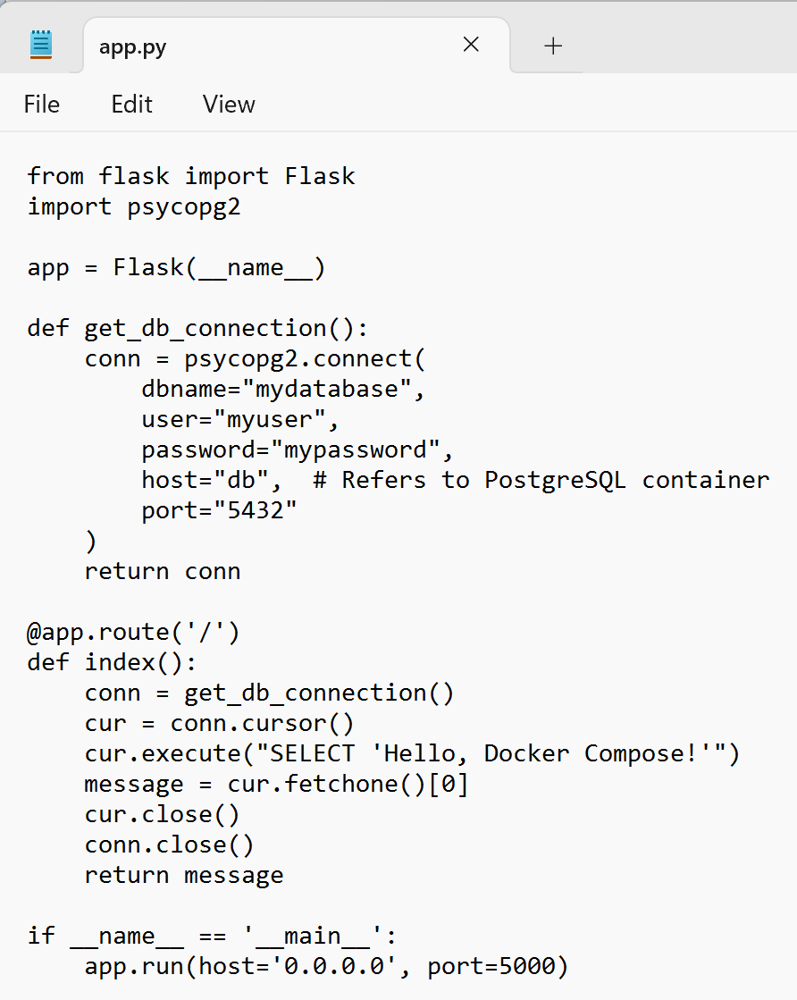 app.py
File Edit View
from flask import Flask
import psycopg2
app = Flask(__name__)
def get_db_connection():
    conn = psycopg2.connect(
        dbname="mydatabase",
        user="myuser",
        password="mypassword",
        host="db",  # Refers to PostgreSQL container
        port="5432"
    )
    return conn
@app.route('/')
def index():
    conn = get_db_connection()
    cur = conn.cursor()
    cur.execute("SELECT 'Hello, Docker Compose!'")
    message = cur.fetchone()[0]
    cur.close()
    conn.close()
    return message
if __name__ == '__main__':
    app.run(host='0.0.0.0', port=5000)